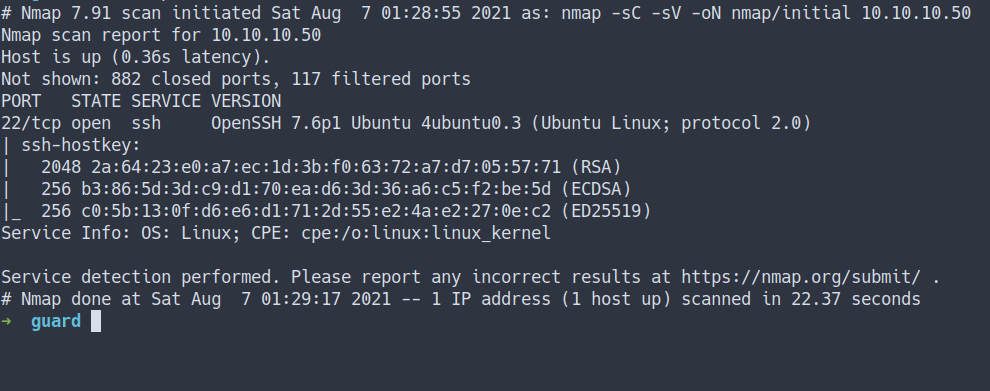 # Nmap 7.91 scan initiated Sat Aug  7 01:28:55 2021 as: nmap -sC -sV -oN nmap/initial 10.10.10.50
Nmap scan report for 10.10.10.50
Host is up (0.36s latency).
Not shown: 882 closed ports, 117 filtered ports
PORT   STATE SERVICE VERSION
22/tcp open  ssh     OpenSSH 7.6p1 Ubuntu 4ubuntu0.3 (Ubuntu Linux; protocol 2.0)
| ssh-hostkey:
|   2048 2a:64:23:e0:a7:ec:1d:3b:f0:63:72:a7:d7:05:57:71 (RSA)
|   256 b3:86:5d:3d:c9:d1:70:ea:d6:3d:36:a6:c5:f2:be:5d (ECDSA)
|_  256 c0:5b:13:0f:d6:e6:d1:71:2d:55:e2:4a:e2:27:0e:c2 (ED25519)
Service Info: OS: Linux; CPE: cpe:/o:linux:linux_kernel

Service detection performed. Please report any incorrect results at https://nmap.org/submit/ .
# Nmap done at Sat Aug  7 01:29:17 2021 -- 1 IP address (1 host up) scanned in 22.37 seconds
→  guard